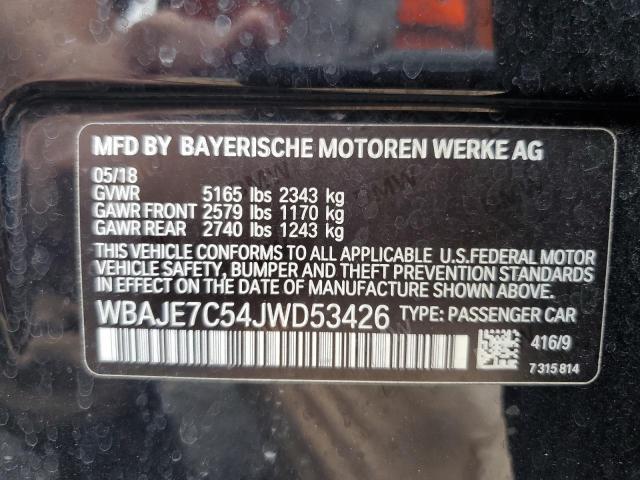 MFD BY BAYERISCHE MOTOREN WERKE AG
05/18
GVWR 5165 lbs 2343 kg
GAWR FRONT 2579 lbs 1170 kg
GAWR REAR 2740 lbs 1243 kg
THIS VEHICLE CONFORMS TO ALL APPLICABLE U.S.FEDERAL MOTOR
VEHICLE SAFETY, BUMPER AND THEFT PREVENTION STANDARDS
IN EFFECT ON THE DATE OF MANUFACTURE SHOWN ABOVE.
WBAJE7C54JWD53426 TYPE: PASSENGER CAR
416/9
7 315 814